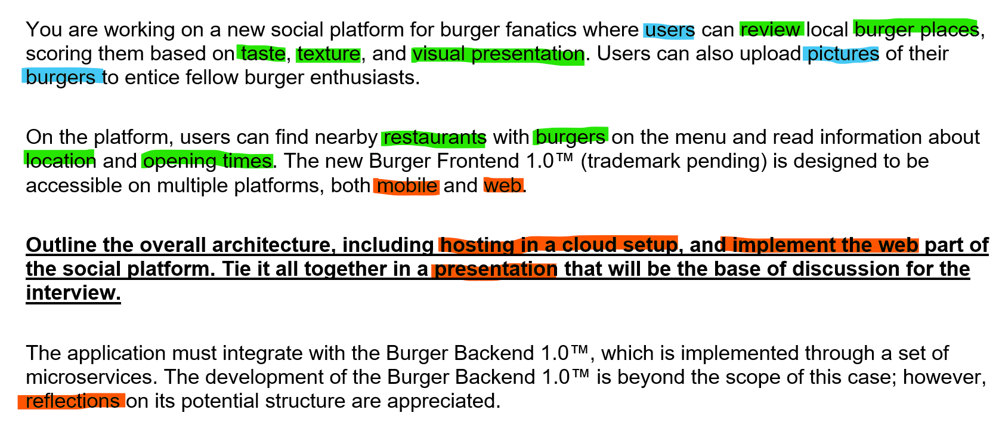 You are working on a new social platform for burger fanatics where users can review local burger places,
scoring them based on taste, texture, and visual presentation. Users can also upload pictures of their
burgers to entice fellow burger enthusiasts.
On the platform, users can find nearby restaurants with burgers on the menu and read information about
location and opening times. The new Burger Frontend 1.0™ (trademark pending) is designed to be
accessible on multiple platforms, both mobile and web.
Outline the overall architecture, including hosting in a cloud setup, and implement the web part of
the social platform. Tie it all together in a presentation that will be the base of discussion for the
interview.
The application must integrate with the Burger Backend 1.0™, which is implemented through a set of
microservices. The development of the Burger Backend 1.0™ is beyond the scope of this case; however,
reflections on its potential structure are appreciated.